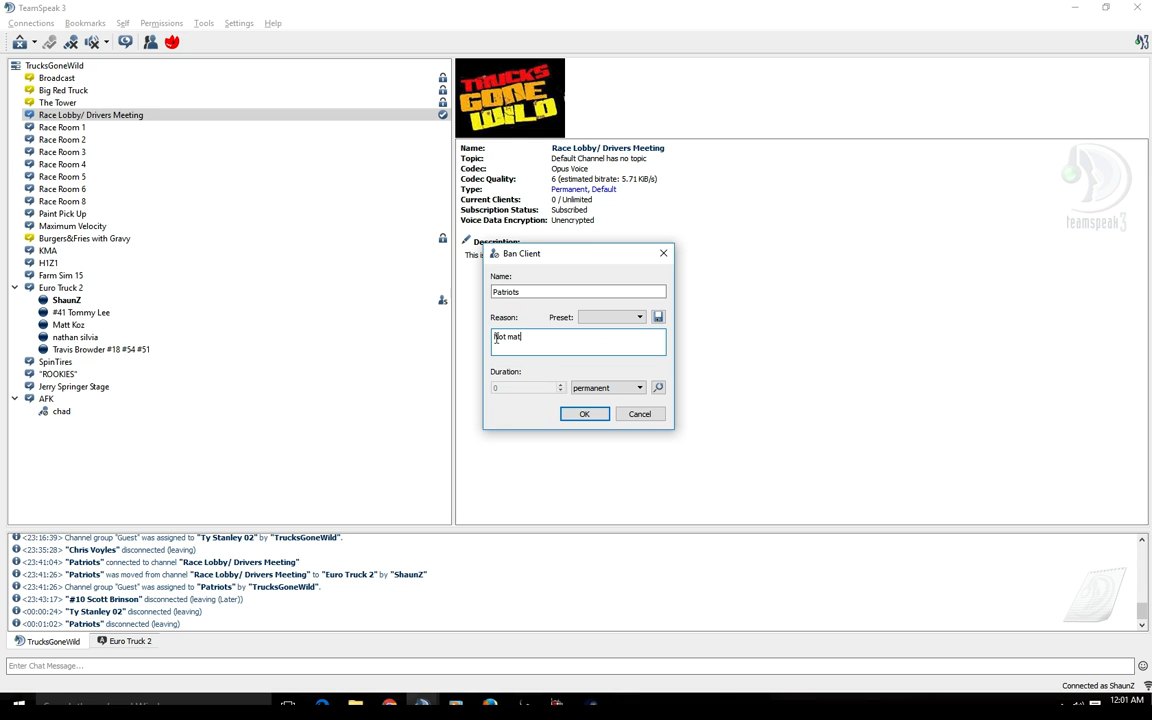 TeamSpeak 3
Connections Bookmarks Self Permissions Tools Settings Help
TrucksGoneWild
Broadcast
Big Red Truck
The Tower
Race Lobby/ Drivers Meeting
Race Room 1
Race Room 2
Race Room 3
Race Room 4
Race Room 5
Race Room 6
Race Room 8
Paint Pick Up
Maximum Velocity
Burgers&Fries with Gravy
KMA
H1Z1
Farm Sim 15
Euro Truck 2
ShaunZ
#41 Tommy Lee
Matt Koz
nathan silvia
Travis Browder #18 #54 #51
SpinTires
"ROOKIES"
Jerry Springer Stage
AFK
chad
TRUCKS
GONE
WILD
Name: Race Lobby/ Drivers Meeting
Topic: Default Channel has no topic
Codec: Opus Voice
Codec Quality: 6 (estimated bitrate: 5.71 KiB/s)
Type: Permanent, Default
Current Clients: 0 / Unlimited
Subscription Status: Subscribed
Voice Data Encryption: Unencrypted
Description:
This
teamspeak3
Ban Client
Name:
Patriots
Reason: Preset:
Not mat
Duration:
0 permanent
OK Cancel
<23:16:39> Channel group "Guest" was assigned to "Ty Stanley 02" by "TrucksGoneWild".
<23:35:28> "Chris Voyles" disconnected (leaving)
<23:41:04> "Patriots" connected to channel "Race Lobby/ Drivers Meeting"
<23:41:26> "Patriots" was moved from channel "Race Lobby/ Drivers Meeting" to "Euro Truck 2" by "ShaunZ"
<23:41:26> Channel group "Guest" was assigned to "Patriots" by "TrucksGoneWild".
<23:43:17> "#10 Scott Brinson" disconnected (leaving (Later))
<00:00:24> "Ty Stanley 02" disconnected (leaving)
<00:01:02> "Patriots" disconnected (leaving)
TrucksGoneWild Euro Truck 2
Enter Chat Message...
Connected as ShaunZ
12:01 AM